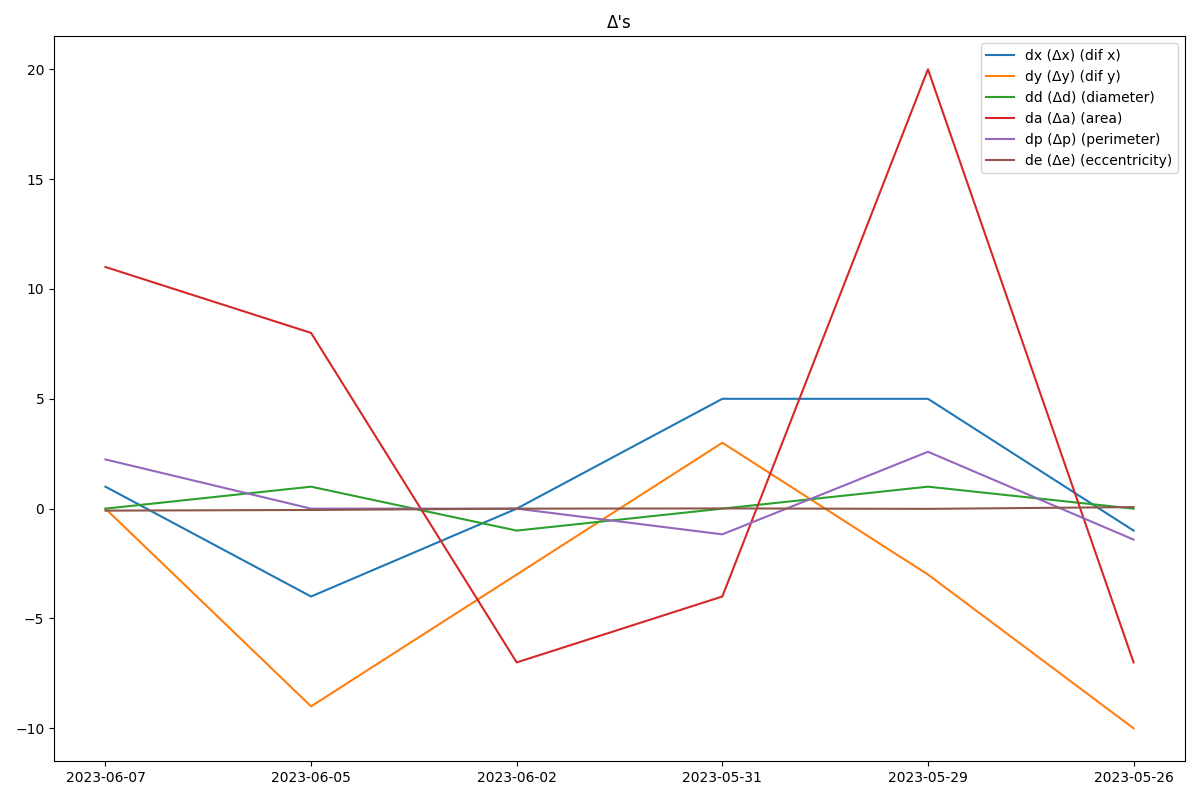 Δ's
dx (Δx) (dif x)
dy (Δy) (dif y)
dd (Δd) (diameter)
da (Δa) (area)
dp (Δp) (perimeter)
de (Δe) (eccentricity)
20
15
10
5
0
−5
−10
2023-06-07 2023-06-05 2023-06-02 2023-05-31 2023-05-29 2023-05-26